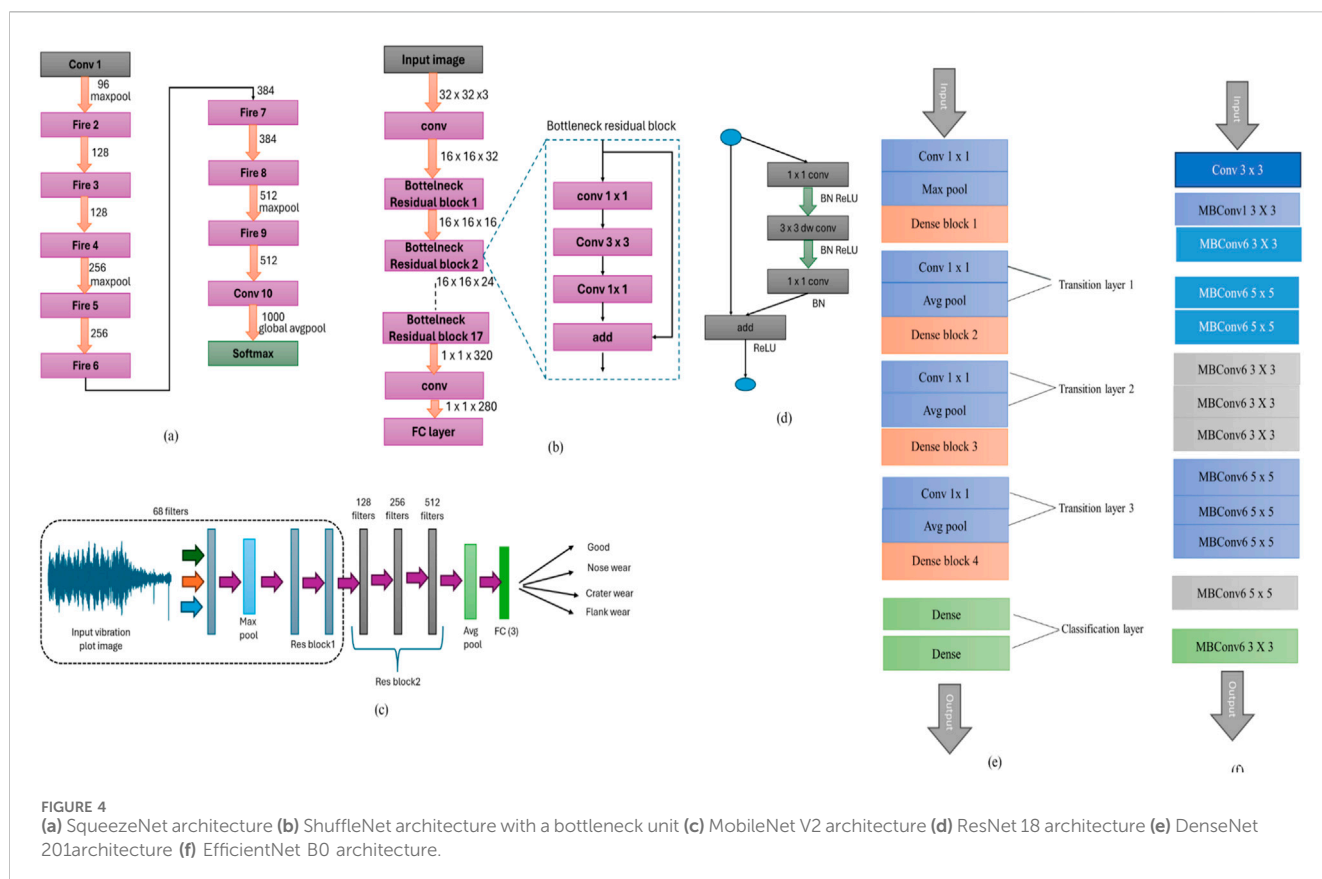 Conv 1
96
maxpool
Fire 2
128
Fire 3
128
Fire 4
256
maxpool
Fire 5
256
Fire 6
384
Fire 7
384
Fire 8
512
maxpool
Fire 9
512
Conv 10
1000
global avgpool
Softmax
(a)
Input image
32 x 32 x3
conv
16 x 16 x 32
Bottelneck
Residual block 1
16 x 16 x 16
Bottelneck
Residual block 2
16 x 16 x 24
Bottelneck
Residual block 17
1 x 1 x 320
conv
1 x 1 x 280
FC layer
Bottleneck residual block
conv 1 x 1
Conv 3 x 3
Conv 1x 1
add
(b)
1 x 1 conv
BN ReLU
3 x 3 dw conv
BN ReLU
1 x 1 conv
BN
add
ReLU
(d)
68 filters
Input vibration
plot image
Max
pool
Res block1
128
filters
256
filters
512
filters
Res block2
Avg
pool
FC (3)
Good
Nose wear
Crater wear
Flank wear
(c)
Input
Conv 1 x 1
Max pool
Dense block 1
Conv 1 x 1
Avg pool
Transition layer 1
Dense block 2
Conv 1 x 1
Avg pool
Transition layer 2
Dense block 3
Conv 1x 1
Avg pool
Transition layer 3
Dense block 4
Dense
Dense
Classification layer
Output
(e)
Input
Conv 3 x 3
MBConv1 3 X 3
MBConv6 3 X 3
MBConv6 5 x 5
MBConv6 5 x 5
MBConv6 3 X 3
MBConv6 3 X 3
MBConv6 3 X 3
MBConv6 5 x 5
MBConv6 5 x 5
MBConv6 5 x 5
MBConv6 5 x 5
MBConv6 3 X 3
Output
(f)
FIGURE 4
(a) SqueezeNet architecture (b) ShuffleNet architecture with a bottleneck unit (c) MobileNet V2 architecture (d) ResNet 18 architecture (e) DenseNet
201architecture (f) EfficientNet B0 architecture.